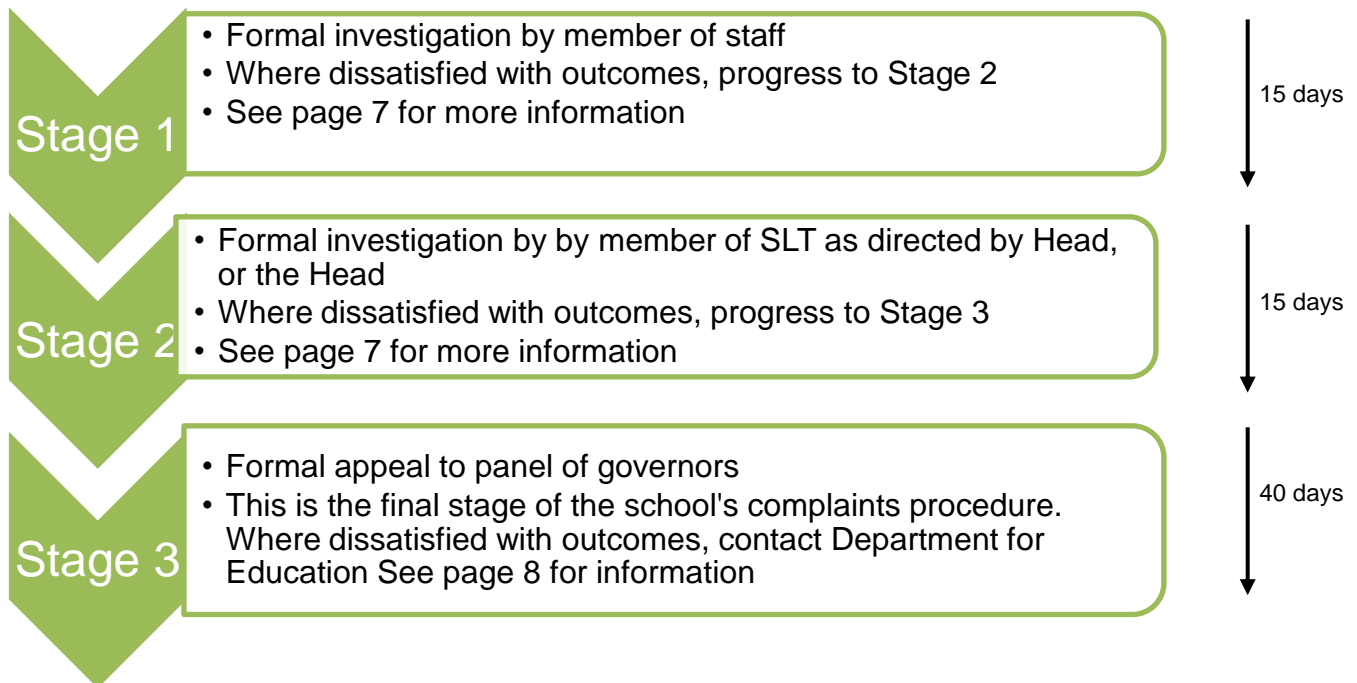 Stage 1
• Formal investigation by member of staff
• Where dissatisfied with outcomes, progress to Stage 2
• See page 7 for more information
15 days
Stage 2
• Formal investigation by by member of SLT as directed by Head,
or the Head
• Where dissatisfied with outcomes, progress to Stage 3
• See page 7 for more information
15 days
Stage 3
• Formal appeal to panel of governors
• This is the final stage of the school's complaints procedure.
Where dissatisfied with outcomes, contact Department for
Education See page 8 for information
40 days